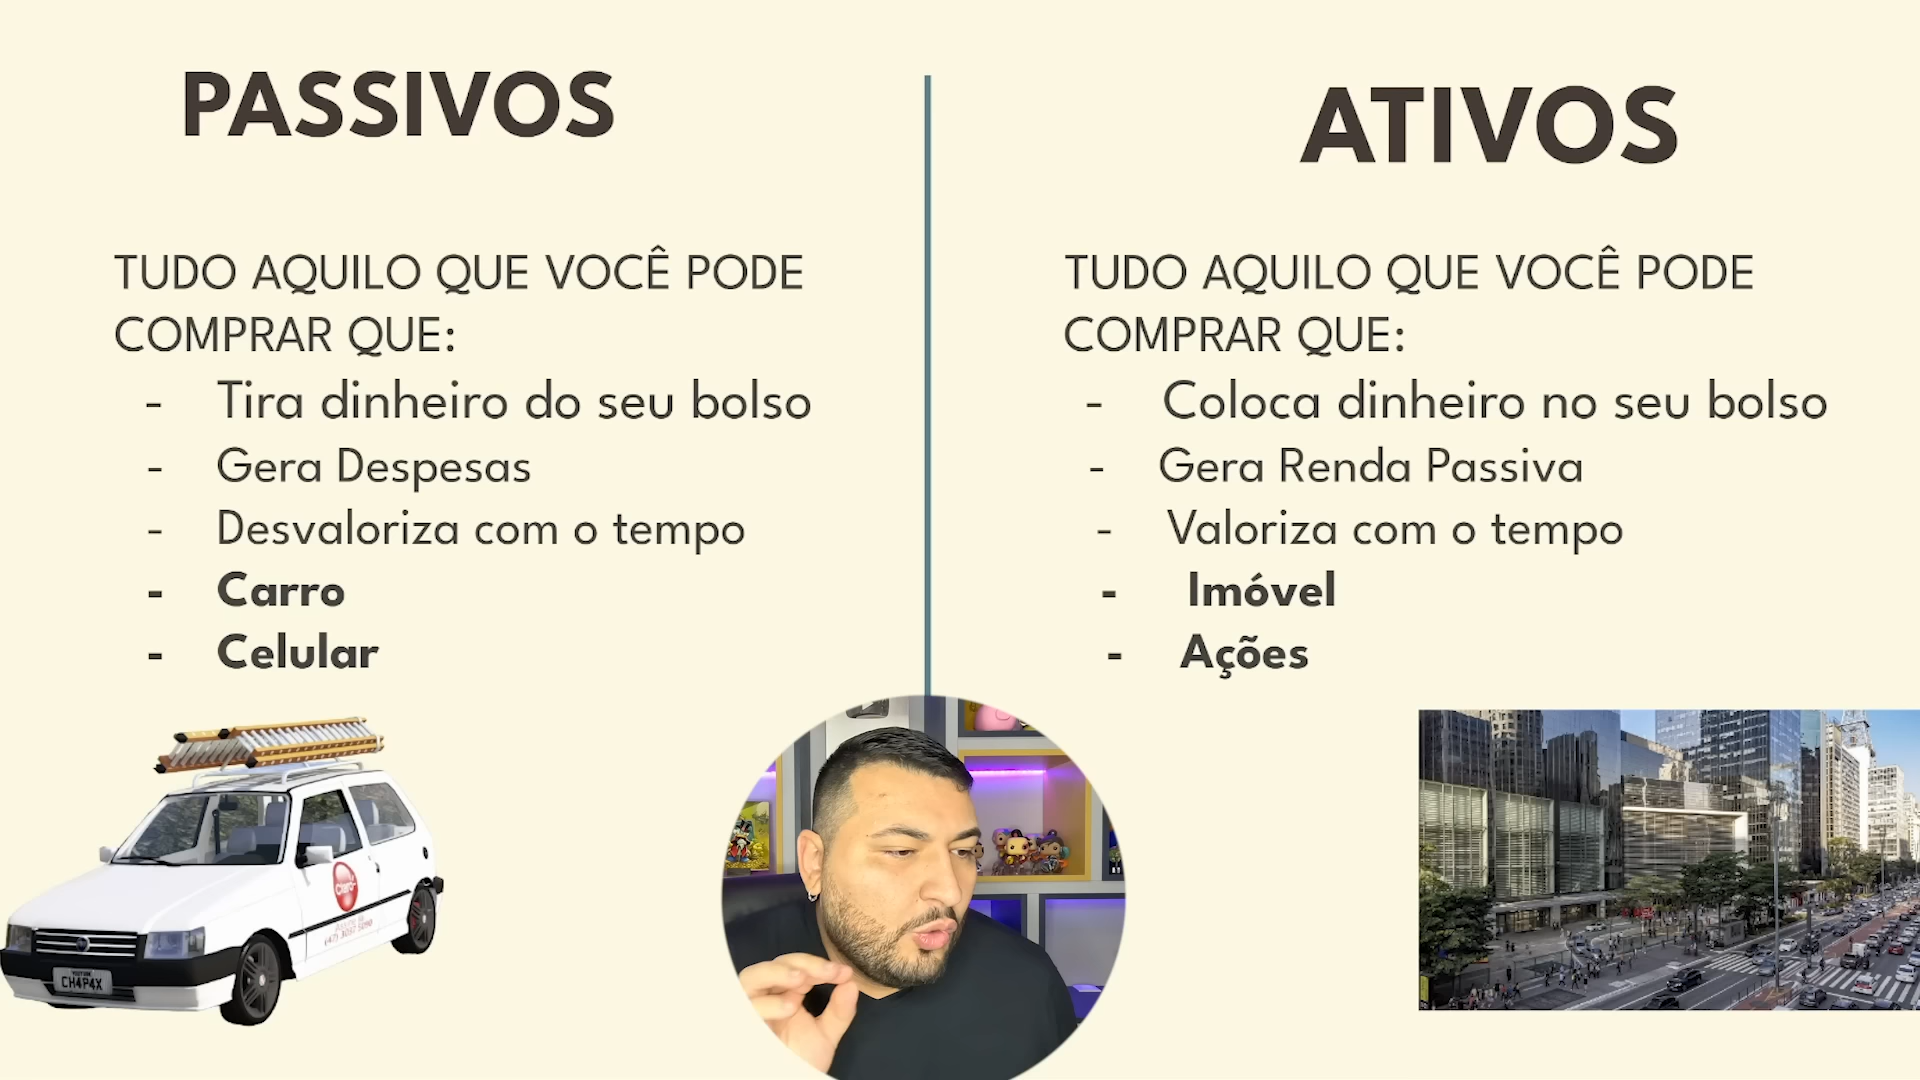 PASSIVOS
TUDO AQUILO QUE VOCÊ PODE
COMPRAR QUE:
- Tira dinheiro do seu bolso
- Gera Despesas
- Desvaloriza com o tempo
- Carro
- Celular
ATIVOS
TUDO AQUILO QUE VOCÊ PODE
COMPRAR QUE:
- Coloca dinheiro no seu bolso
- Gera Renda Passiva
- Valoriza com o tempo
- Imóvel
- Ações
Claro
CH4P4X